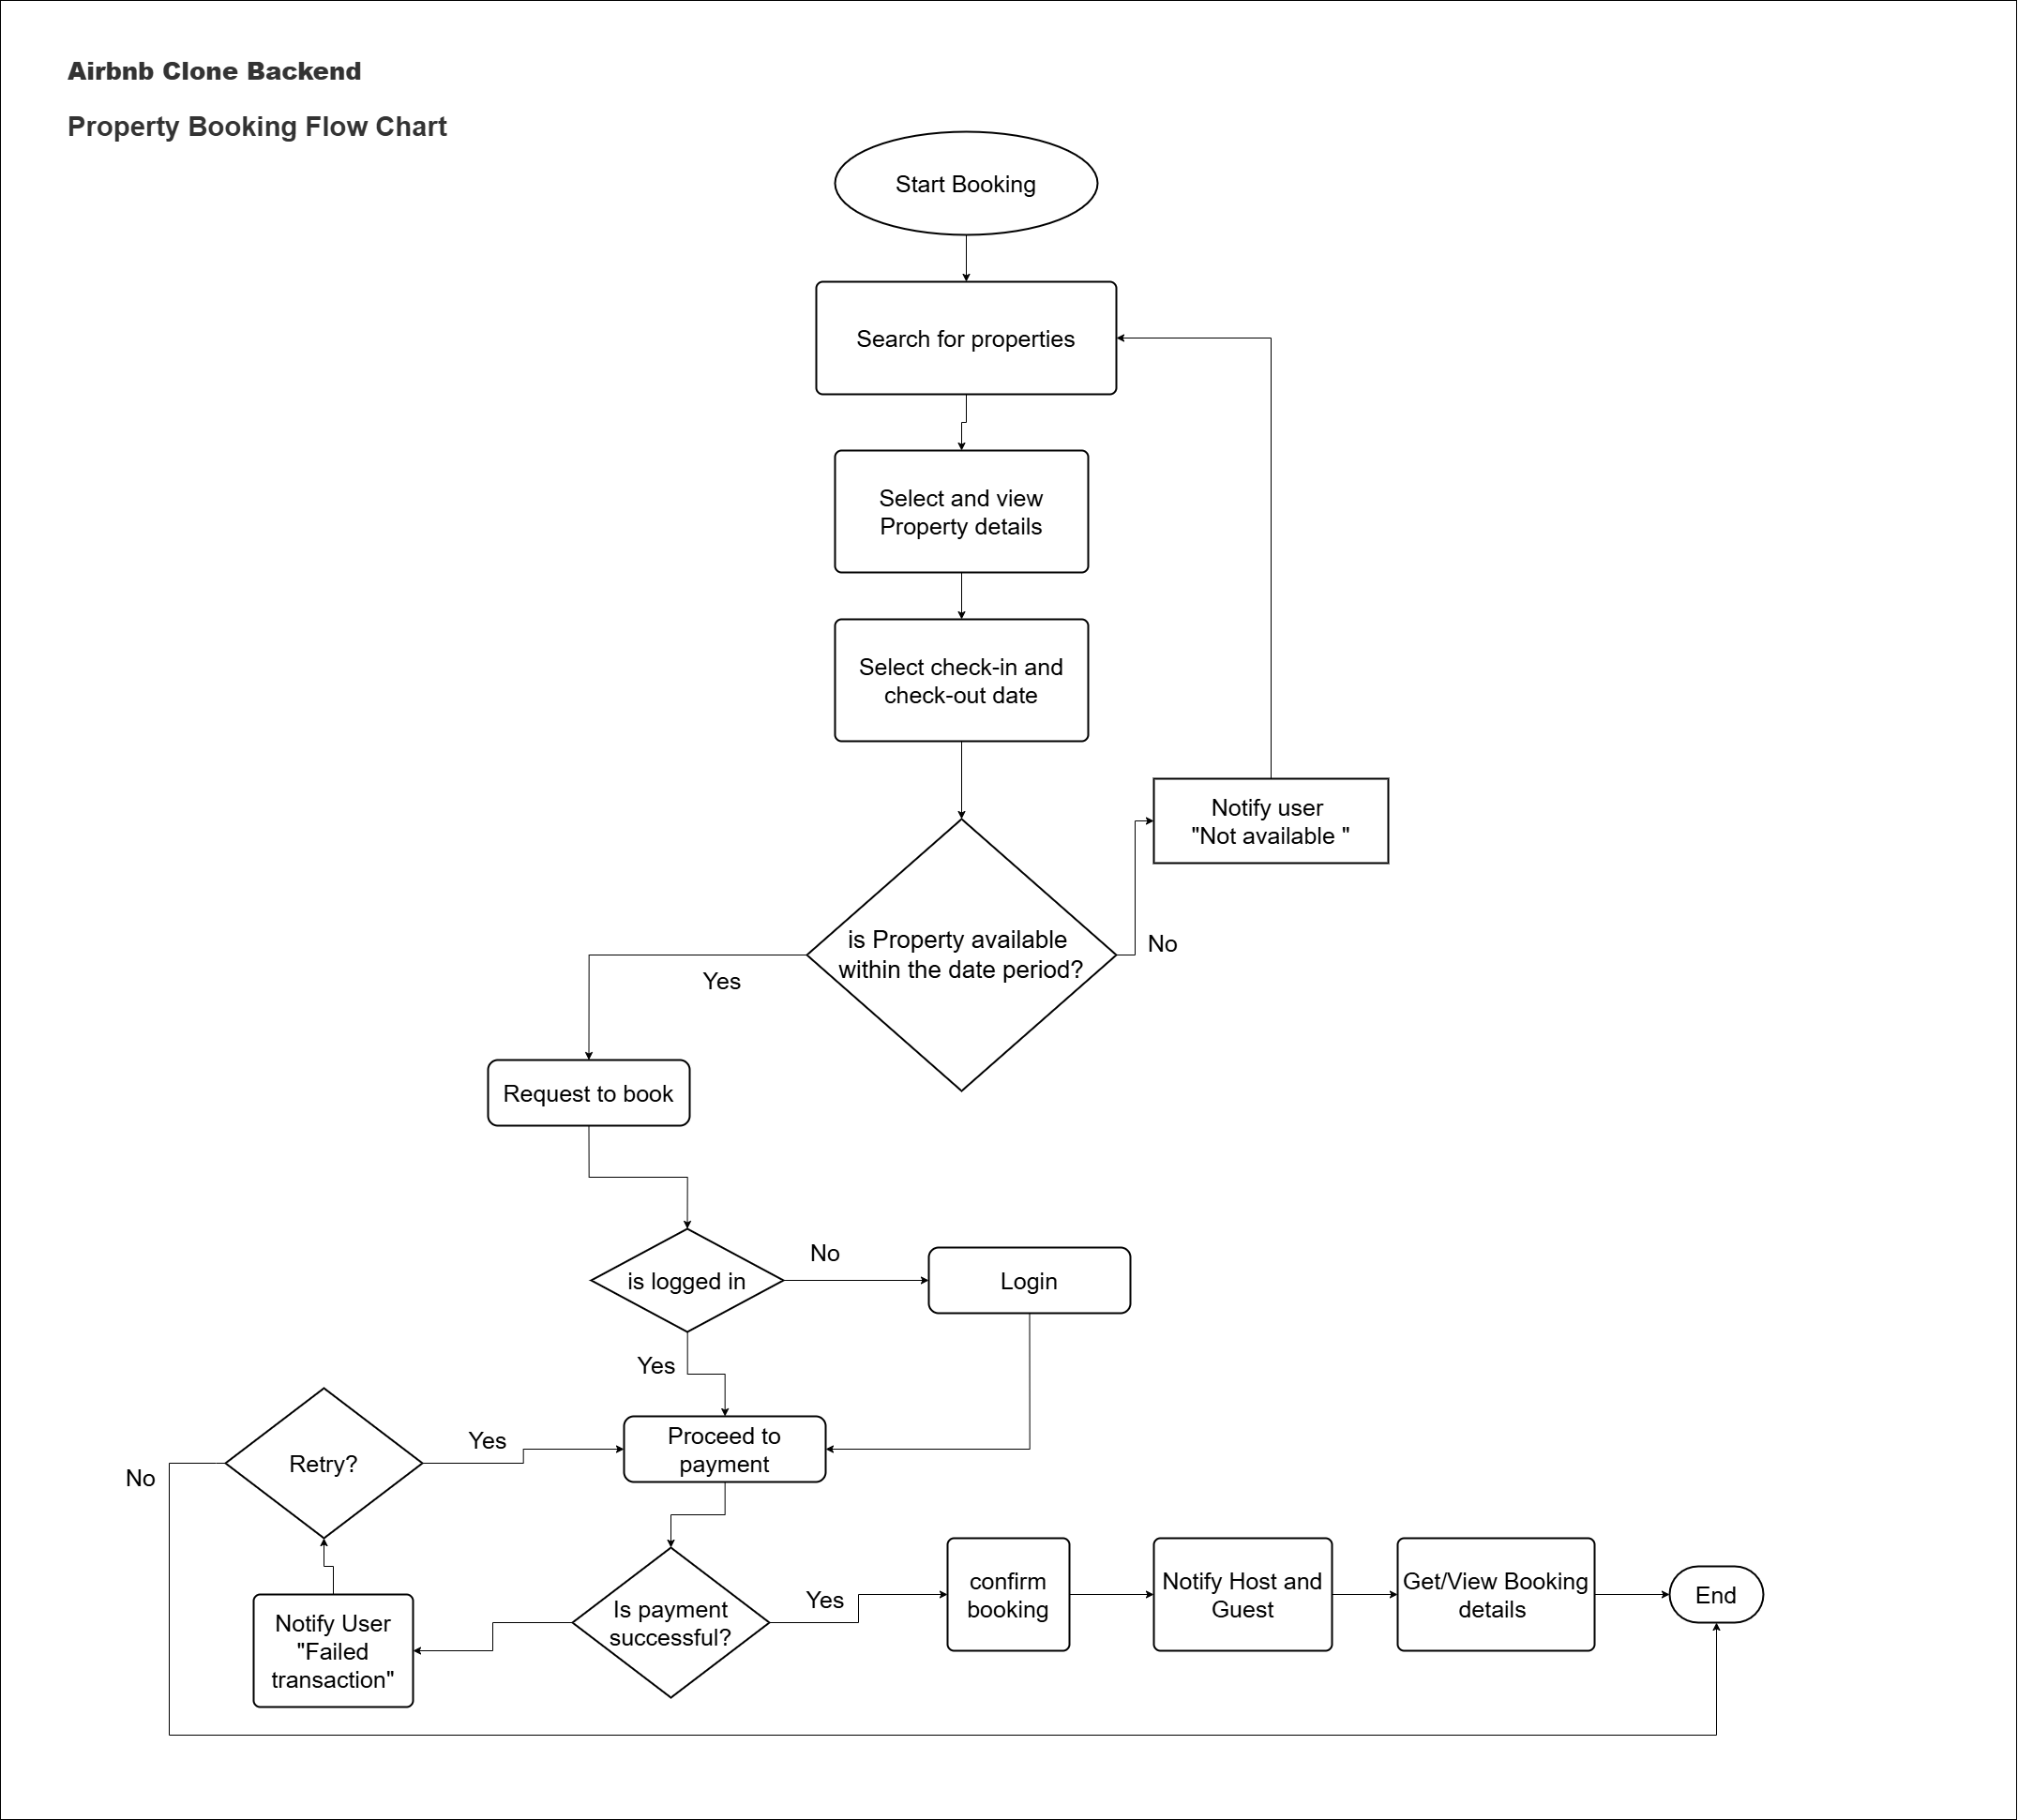 Airbnb Clone Backend
Property Booking Flow Chart
Start Booking
Search for properties
Select and view
Property details
Select check-in and
check-out date
Notify user
"Not available "
is Property available
within the date period?
No
Yes
Request to book
is logged in
No
Login
Yes
Retry?
Yes
No
Proceed to
payment
Is payment
successful?
Yes
Notify User
"Failed
transaction"
confirm
booking
Notify Host and
Guest
Get/View Booking
details
End